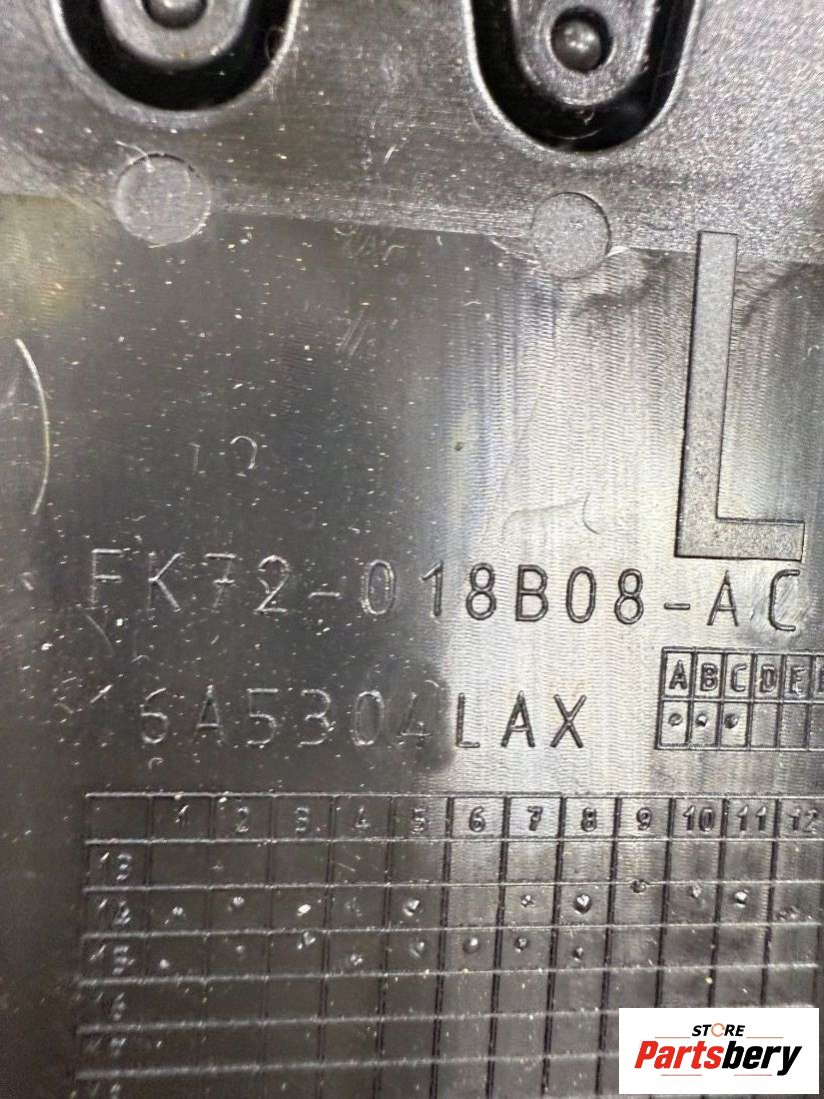 L
FK72-018B08-AC
6A5304LAX
A B C D E
1 2 3 4 5 6 7 8 9 10 11 12
13
14
15
16
STORE
Partsbery